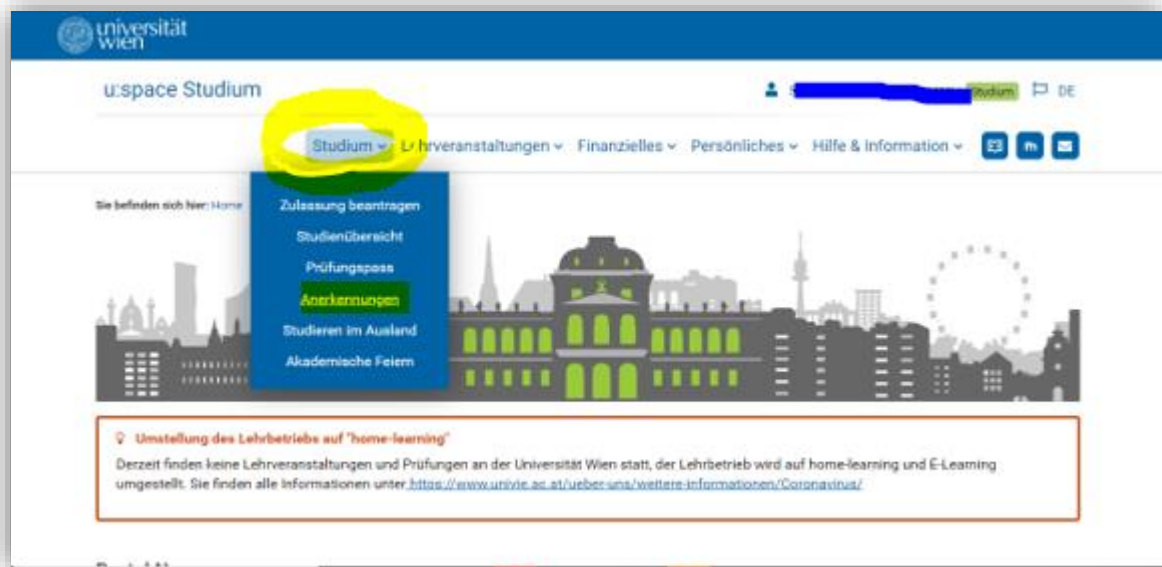 universität
wien
u:space Studium
Studium DE
Studium Lehrveranstaltungen Finanzielles Persönliches Hilfe & Information
Sie befinden sich hier: Home
Zulassung beantragen
Studienübersicht
Prüfungspass
Anerkennungen
Studieren im Ausland
Akademische Feiern
Umstellung des Lehrbetriebs auf "home-learning"
Derzeit finden keine Lehrveranstaltungen und Prüfungen an der Universität Wien statt, der Lehrbetrieb wird auf home-learning und E-Learning
umgestellt. Sie finden alle Informationen unter https://www.univie.ac.at/ueber-uns/weitere-informationen/Coronavirus/